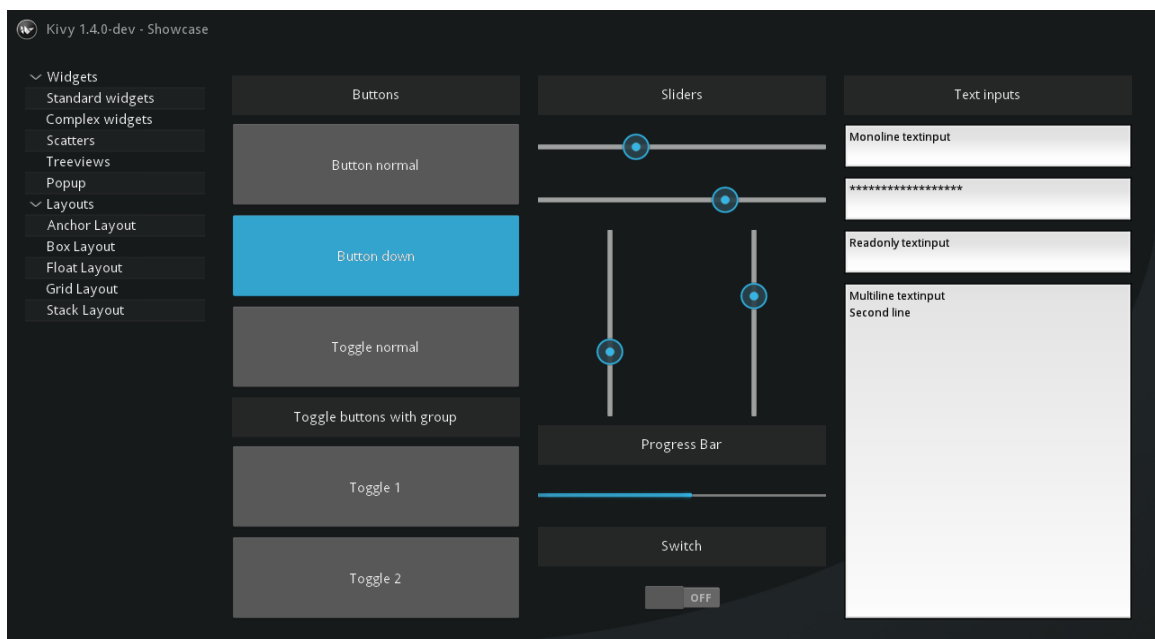 Kivy 1.4.0-dev - Showcase
Widgets
Standard widgets
Complex widgets
Scatters
Treeviews
Popup
Layouts
Anchor Layout
Box Layout
Float Layout
Grid Layout
Stack Layout
Buttons
Button normal
Button down
Toggle normal
Toggle buttons with group
Toggle 1
Toggle 2
Sliders
Progress Bar
Switch
OFF
Text inputs
Monoline textinput
******************
Readonly textinput
Multiline textinput
Second line